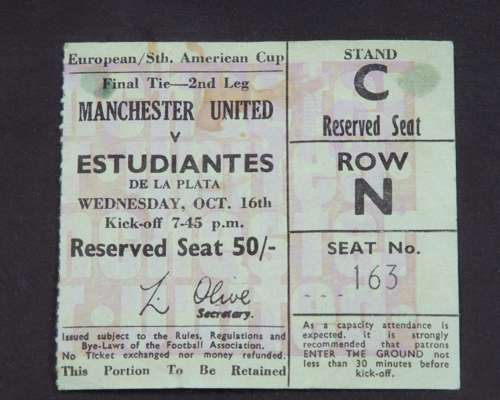 European/Sth. American Cup
Final Tie—2nd Leg
MANCHESTER UNITED
v
ESTUDIANTES
DE LA PLATA
WEDNESDAY, OCT. 16th
Kick-off 7-45 p.m.
Reserved Seat 50/-
L. Olive
Secretary.
Issued subject to the Rules, Regulations and
Bye-Laws of the Football Association.
No Ticket exchanged nor money refunded.
This Portion To Be Retained
STAND
C
Reserved Seat
ROW
N
SEAT No.
163
As a capacity attendance is
expected, it is strongly
recommended that patrons
ENTER THE GROUND not
less than 30 minutes before
kick-off.